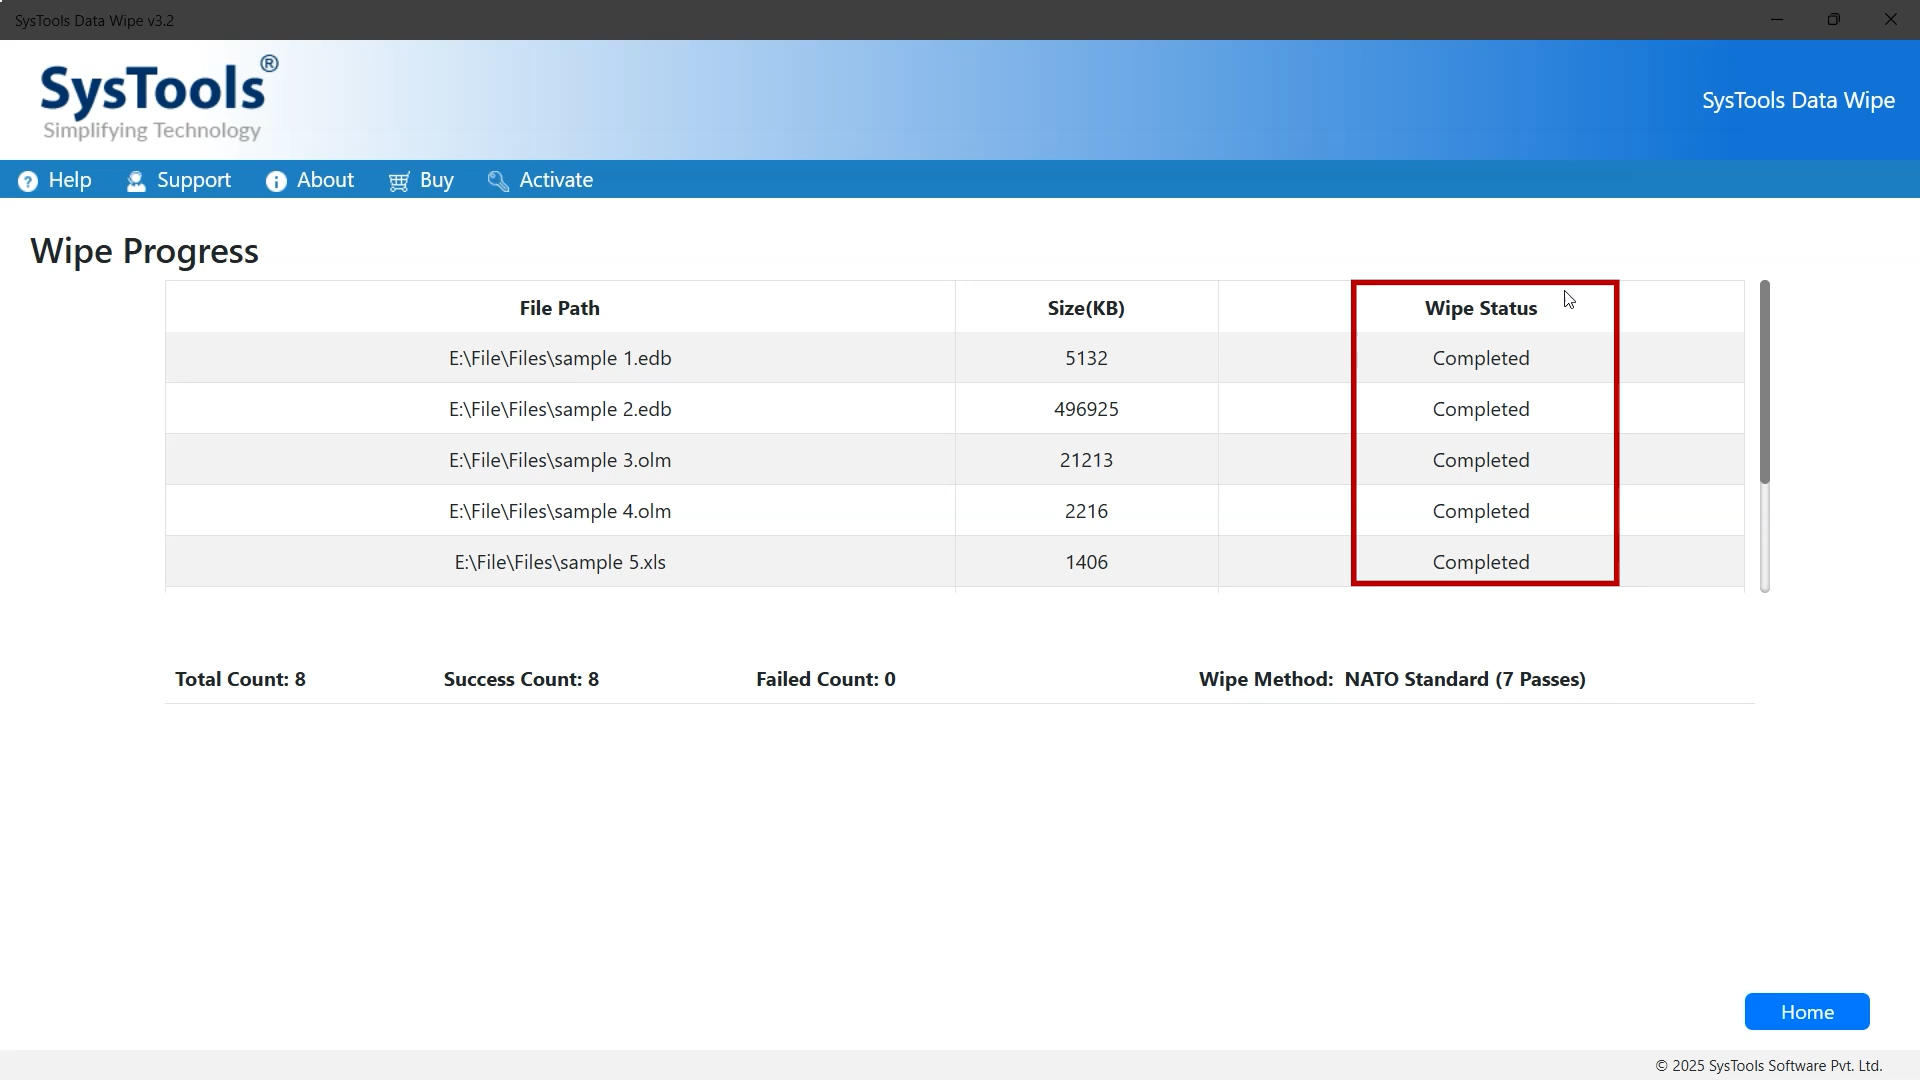 SysTools Data Wipe v3.2
SysTools®
Simplifying Technology
SysTools Data Wipe
Help Support About Buy Activate
Wipe Progress
File Path Size(KB) Wipe Status
E:\File\Files\sample 1.edb 5132 Completed
E:\File\Files\sample 2.edb 496925 Completed
E:\File\Files\sample 3.olm 21213 Completed
E:\File\Files\sample 4.olm 2216 Completed
E:\File\Files\sample 5.xls 1406 Completed
Total Count: 8 Success Count: 8 Failed Count: 0 Wipe Method: NATO Standard (7 Passes)
Home
© 2025 SysTools Software Pvt. Ltd.